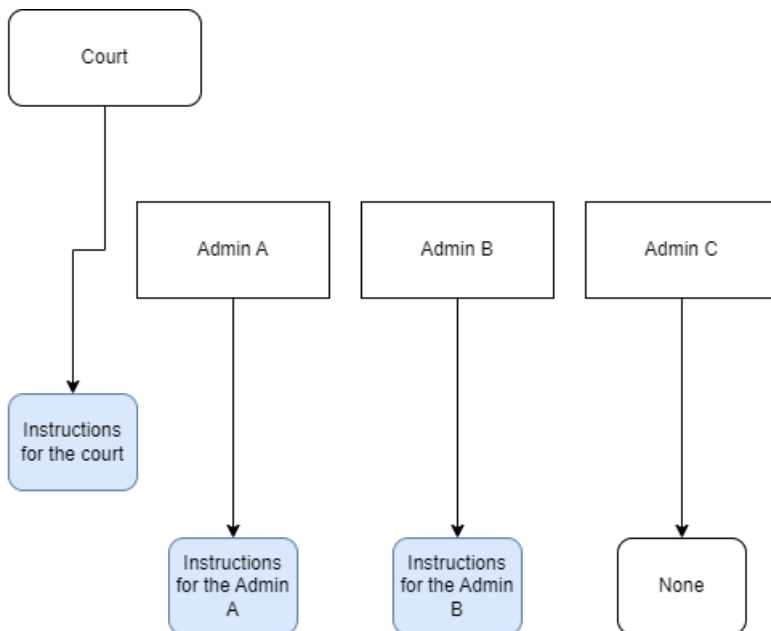 Court
Admin A
Admin B
Admin C
Instructions
for the court
Instructions
for the Admin
A
Instructions
for the Admin
B
None